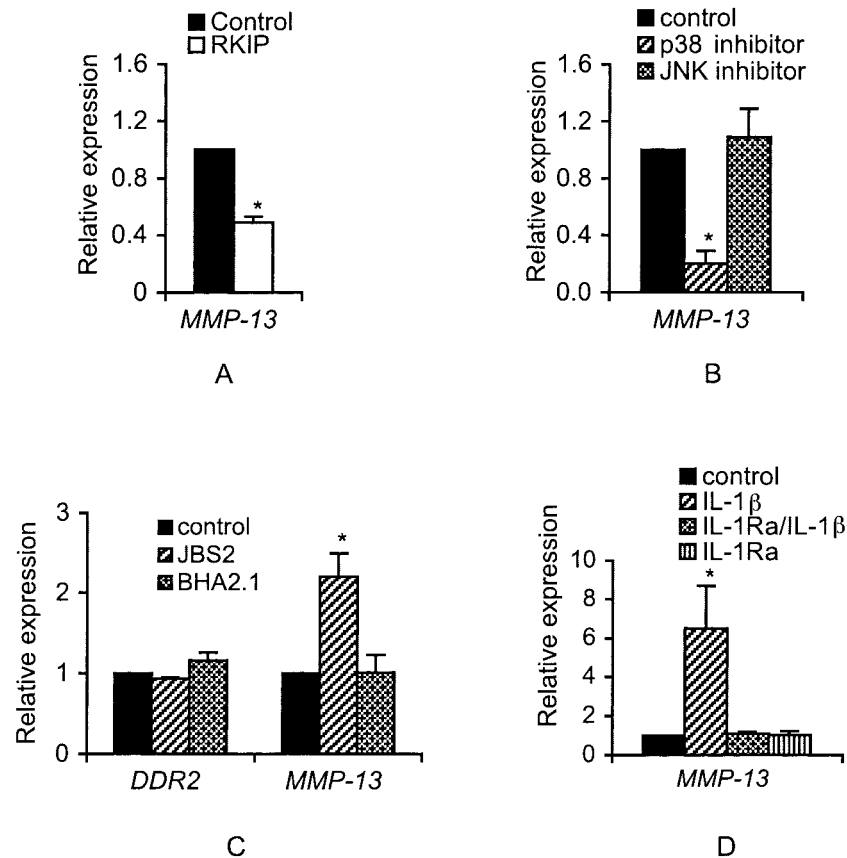 Control
RKIP
Relative expression
1.6
1.2
0.8
0.4
0.0
*
MMP-13
A
control
p38 inhibitor
JNK inhibitor
Relative expression
1.6
1.2
0.8
0.4
0.0
*
MMP-13
B
control
JBS2
BHA2.1
Relative expression
3
2
1
0
*
DDR2
MMP-13
C
control
IL-1β
IL-1Ra/IL-1β
IL-1Ra
Relative expression
10
8
6
4
2
0
*
MMP-13
D